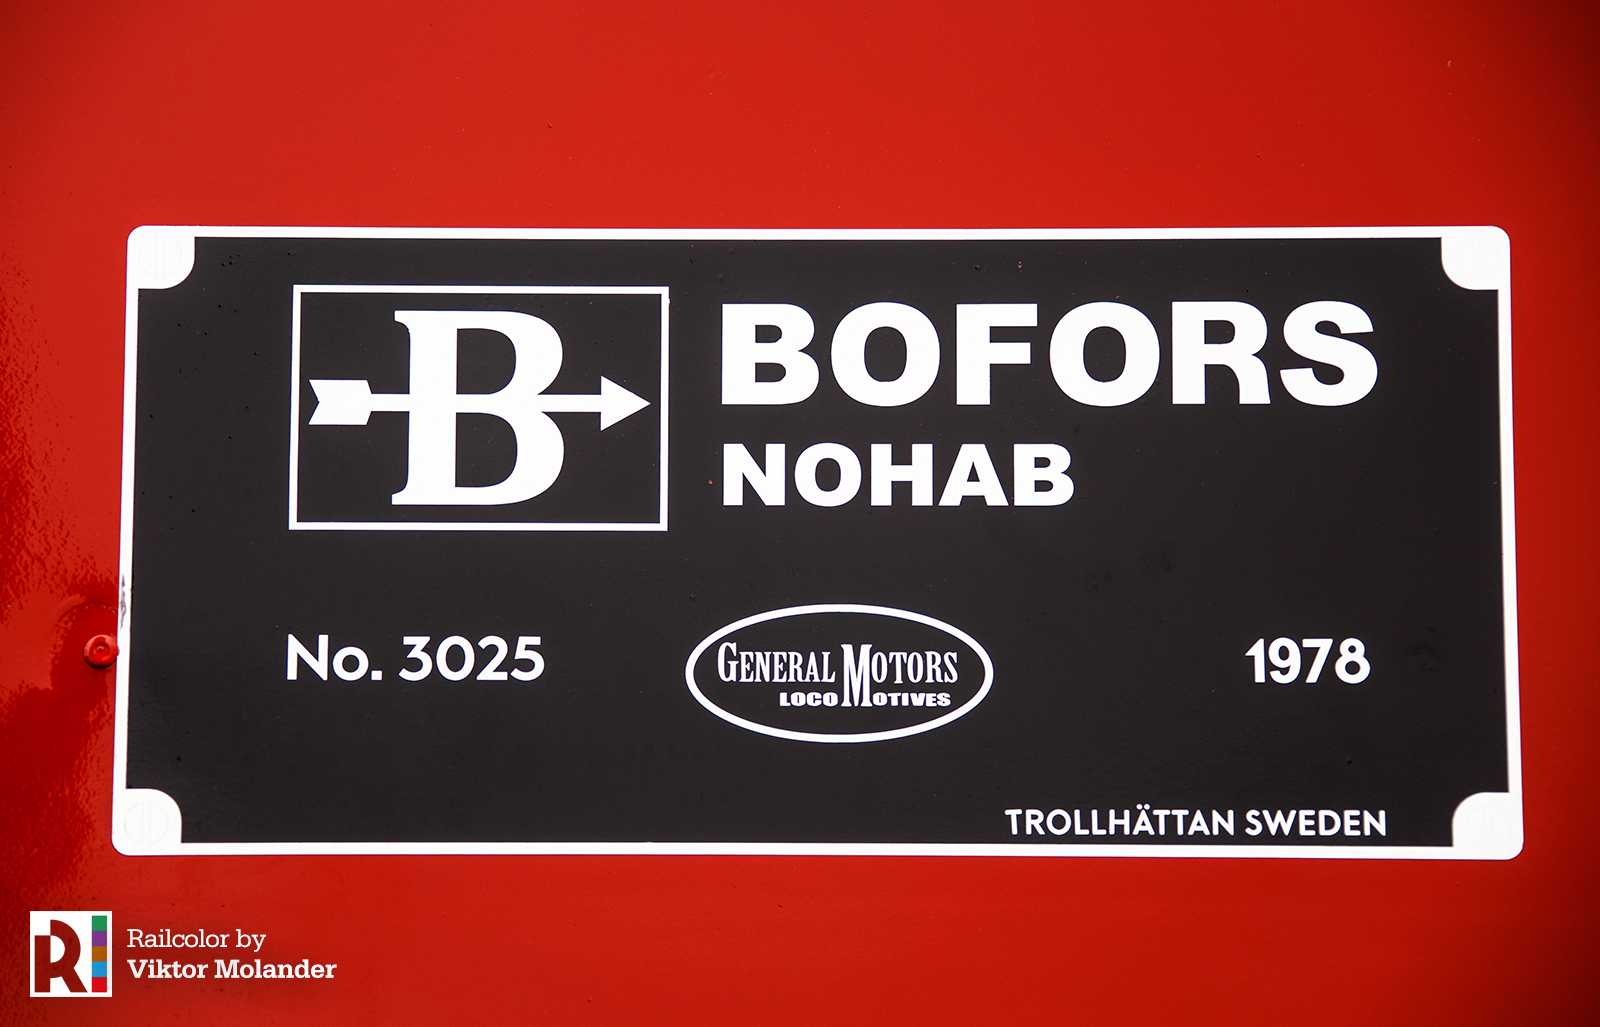 B
BOFORS
NOHAB
No. 3025
GENERAL MOTORS
LOCOMOTIVES
1978
TROLLHÄTTAN SWEDEN
R!
Railcolor by
Viktor Molander